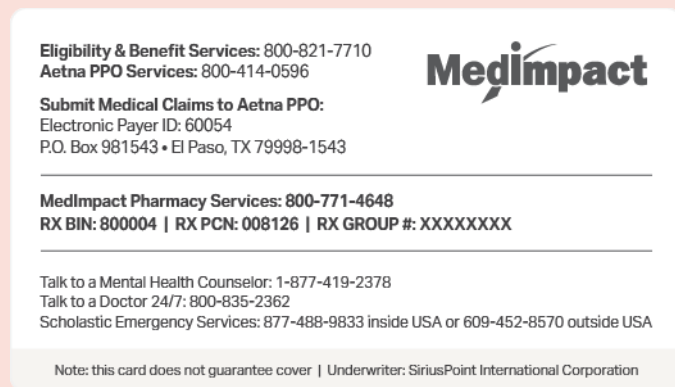 Eligibility & Benefit Services: 800-821-7710
Aetna PPO Services: 800-414-0596
MedImpact
Submit Medical Claims to Aetna PPO:
Electronic Payer ID: 60054
P.O. Box 981543 • El Paso, TX 79998-1543
MedImpact Pharmacy Services: 800-771-4648
RX BIN: 800004 | RX PCN: 008126 | RX GROUP #: XXXXXXXX
Talk to a Mental Health Counselor: 1-877-419-2378
Talk to a Doctor 24/7: 800-835-2362
Scholastic Emergency Services: 877-488-9833 inside USA or 609-452-8570 outside USA
Note: this card does not guarantee cover | Underwriter: SiriusPoint International Corporation